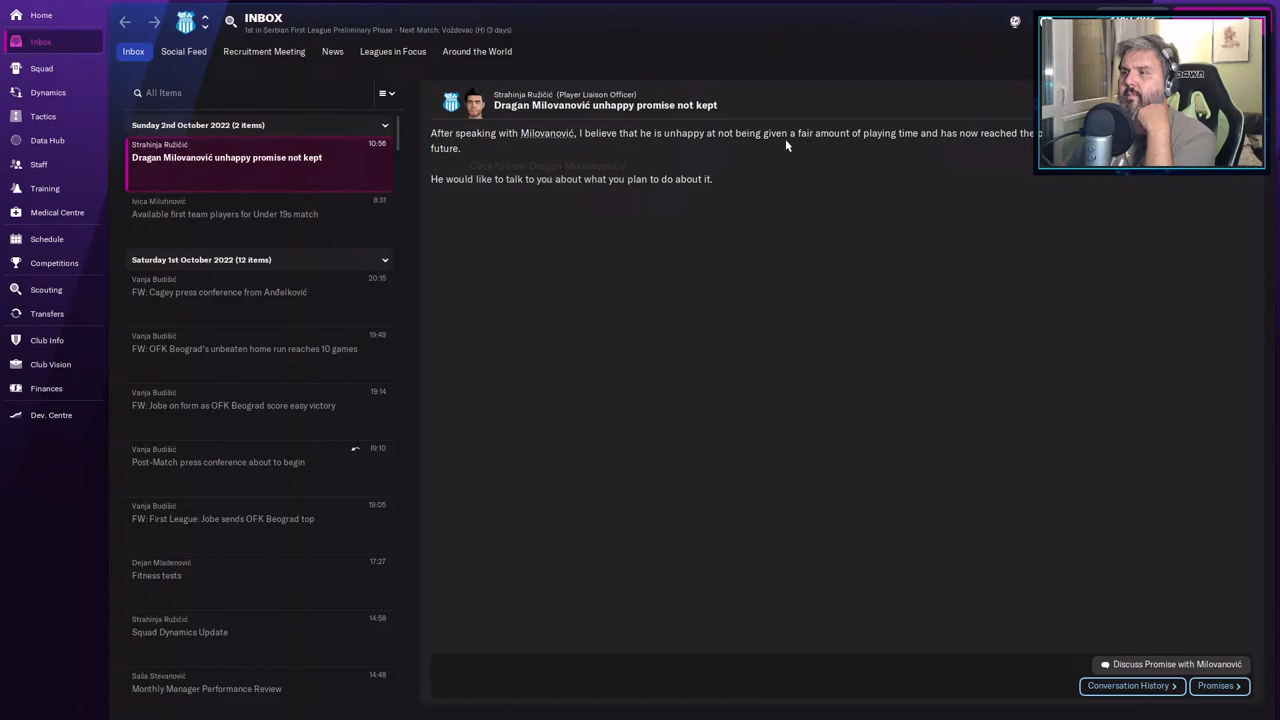 Home
Inbox
Squad
Dynamics
Tactics
Data Hub
Staff
Training
Medical Centre
Schedule
Competitions
Scouting
Transfers
Club Info
Club Vision
Finances
Dev. Centre
INBOX
1st in Serbian First League Preliminary Phase - Next Match: Voždovac (H) (3 days)
Inbox
Social Feed
Recruitment Meeting
News
Leagues in Focus
Around the World
All Items
Sunday 2nd October 2022 (2 items)
Strahinja Ružičić
10:56
Dragan Milovanović unhappy promise not kept
Ivica Milutinović
8:31
Available first team players for Under 19s match
Saturday 1st October 2022 (12 items)
Vanja Budišić
20:15
FW: Cagey press conference from Anđelković
Vanja Budišić
19:49
FW: OFK Beograd's unbeaten home run reaches 10 games
Vanja Budišić
19:14
FW: Jobe on form as OFK Beograd score easy victory
Vanja Budišić
19:10
Post-Match press conference about to begin
Vanja Budišić
19:05
FW: First League: Jobe sends OFK Beograd top
Dejan Mladenović
17:27
Fitness tests
Strahinja Ružičić
14:58
Squad Dynamics Update
Saša Stevanović
14:48
Monthly Manager Performance Review
Strahinja Ružičić (Player Liaison Officer)
Dragan Milovanović unhappy promise not kept
After speaking with Milovanović, I believe that he is unhappy at not being given a fair amount of playing time and has now reached the
future.
Click to view Dragan Milovanović's
He would like to talk to you about what you plan to do about it.
Discuss Promise with Milovanović
Conversation History
Promises
DAWN